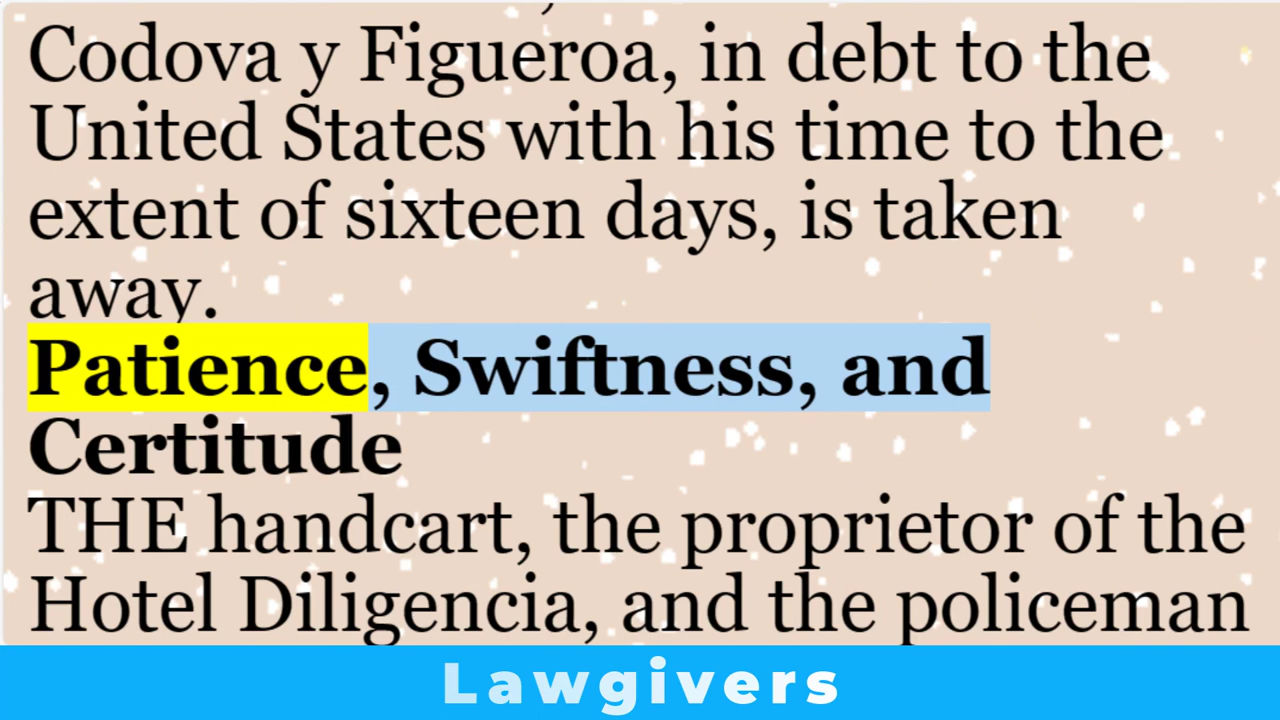 Codova y Figueroa, in debt to the
United States with his time to the
extent of sixteen days, is taken
away.
Patience, Swiftness, and
Certitude
THE handcart, the proprietor of the
Hotel Diligencia, and the policeman
Lawgivers